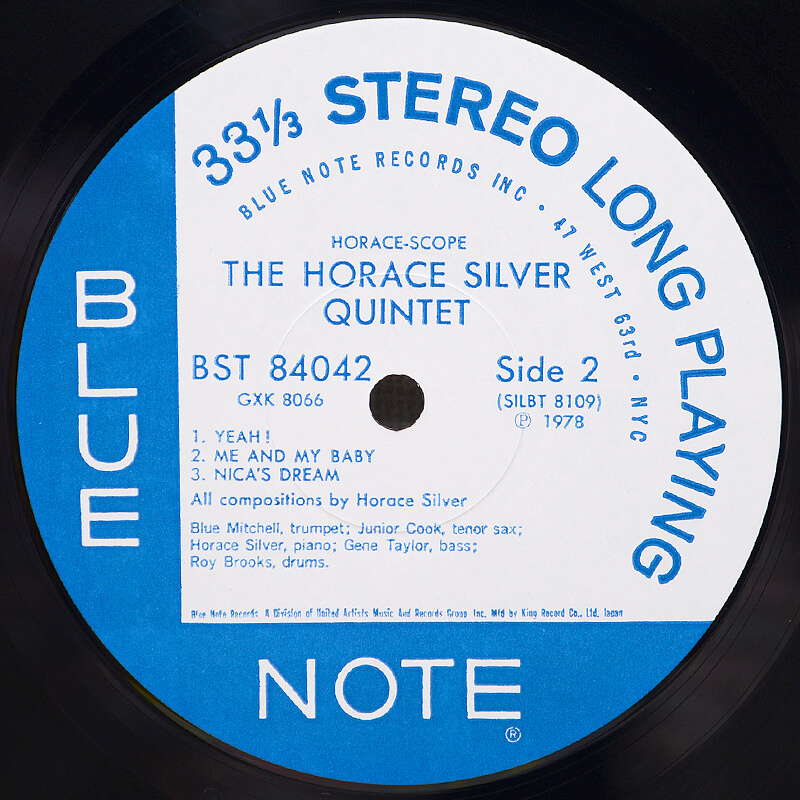 33⅓ STEREO LONG PLAYING
BLUE NOTE RECORDS INC • 47 WEST 63rd • NYC
HORACE-SCOPE
THE HORACE SILVER
QUINTET
BST 84042
GXK 8066
Side 2
(SILBT 8109)
Ⓟ 1978
1. YEAH!
2. ME AND MY BABY
3. NICA'S DREAM
All compositions by Horace Silver
Blue Mitchell, trumpet; Junior Cook, tenor sax;
Horace Silver, piano; Gene Taylor, bass;
Roy Brooks, drums.
Blue Note Records, A Division of United Artists Music And Records Group Inc. Mfd by King Record Co., Ltd. Japan
BLUE
NOTE
®